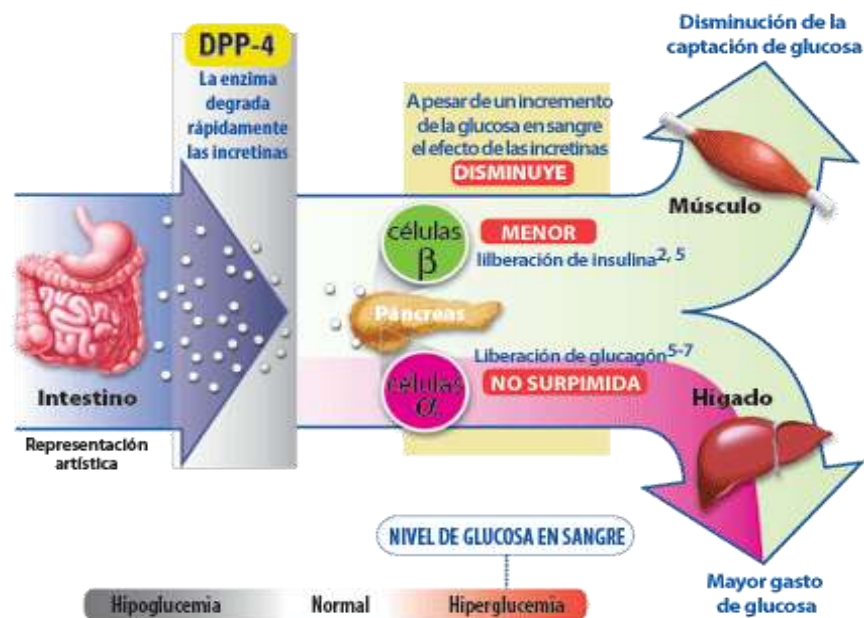 DPP-4
La enzima
degrada
rápidamente
las incretinas
A pesar de un incremento
de la glucosa en sangre
el efecto de las incretinas
DISMINUYE
Disminución de la
captación de glucosa
Músculo
células
β
MENOR
lilberación de insulina2, 5
Páncreas
Liberación de glucagón5-7
células
α
NO SURPIMIDA
Intestino
Representación
artística
Hígado
Mayor gasto
de glucosa
NIVEL DE GLUCOSA EN SANGRE
Hipoglucemia Normal Hiperglucemia